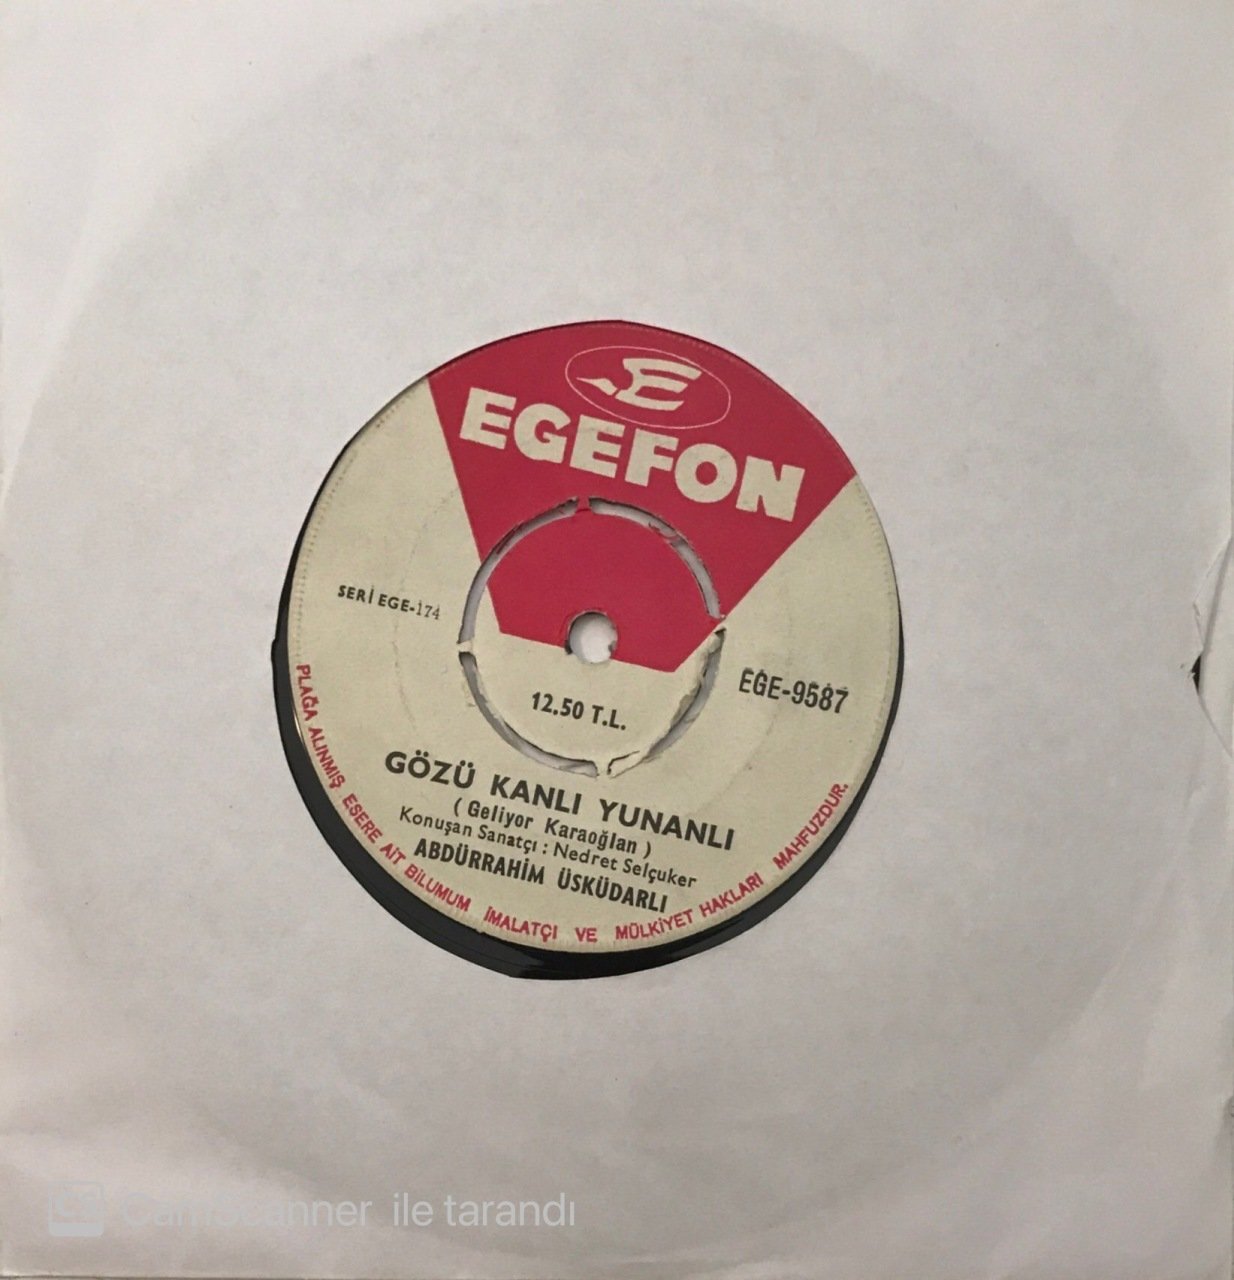 E
EGEFON
SERİ EGE-174
EGE-9587
12.50 T.L.
GÖZÜ KANLI YUNANLI
( Geliyor Karaoğlan )
Konuşan Sanatçı : Nedret Selçuker
ABDÜRRAHİM ÜSKÜDARLI
PLAĞA ALINMIŞ ESERE AİT BİLUMUM İMALATÇI VE MÜLKİYET HAKLARI MAHFUZDUR.
CS CamScanner ile tarandı